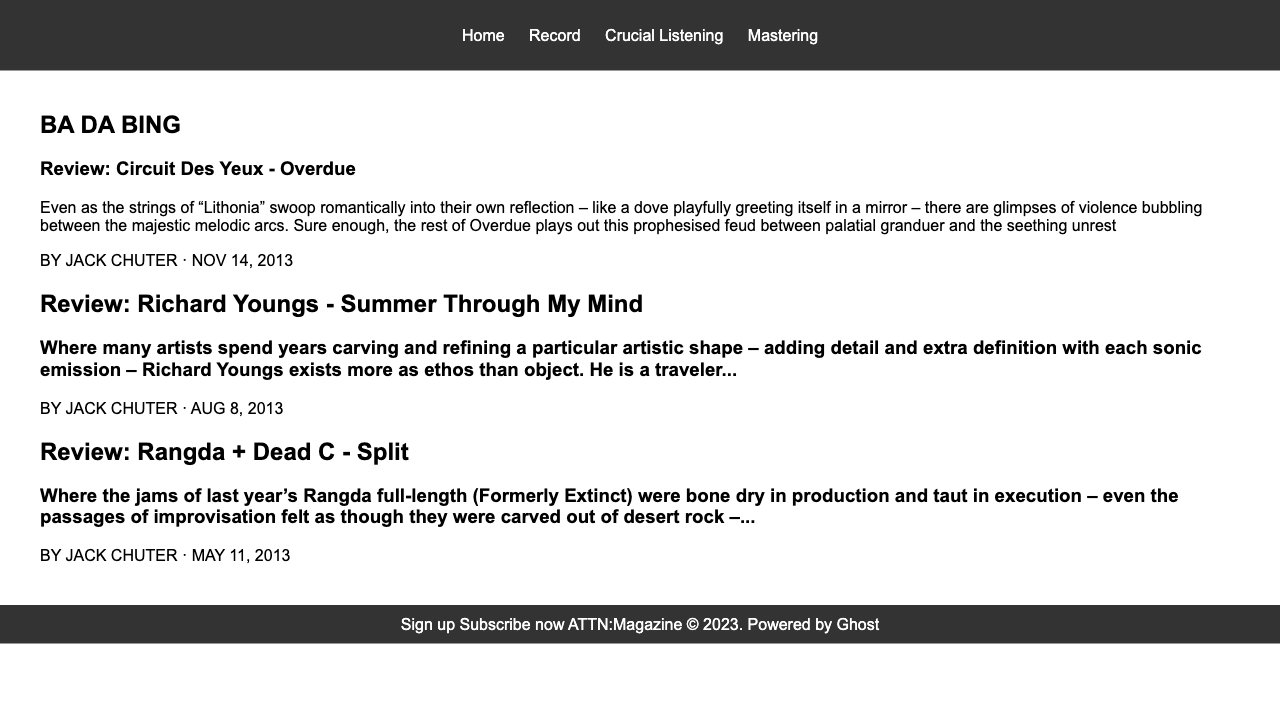 Home Record Crucial Listening Mastering
BA DA BING
Review: Circuit Des Yeux - Overdue
Even as the strings of “Lithonia” swoop romantically into their own reflection – like a dove playfully greeting itself in a mirror – there are glimpses of violence bubbling
between the majestic melodic arcs. Sure enough, the rest of Overdue plays out this prophesised feud between palatial granduer and the seething unrest
BY JACK CHUTER · NOV 14, 2013
Review: Richard Youngs - Summer Through My Mind
Where many artists spend years carving and refining a particular artistic shape – adding detail and extra definition with each sonic
emission – Richard Youngs exists more as ethos than object. He is a traveler...
BY JACK CHUTER · AUG 8, 2013
Review: Rangda + Dead C - Split
Where the jams of last year’s Rangda full-length (Formerly Extinct) were bone dry in production and taut in execution – even the
passages of improvisation felt as though they were carved out of desert rock –...
BY JACK CHUTER · MAY 11, 2013
Sign up Subscribe now ATTN:Magazine © 2023. Powered by Ghost